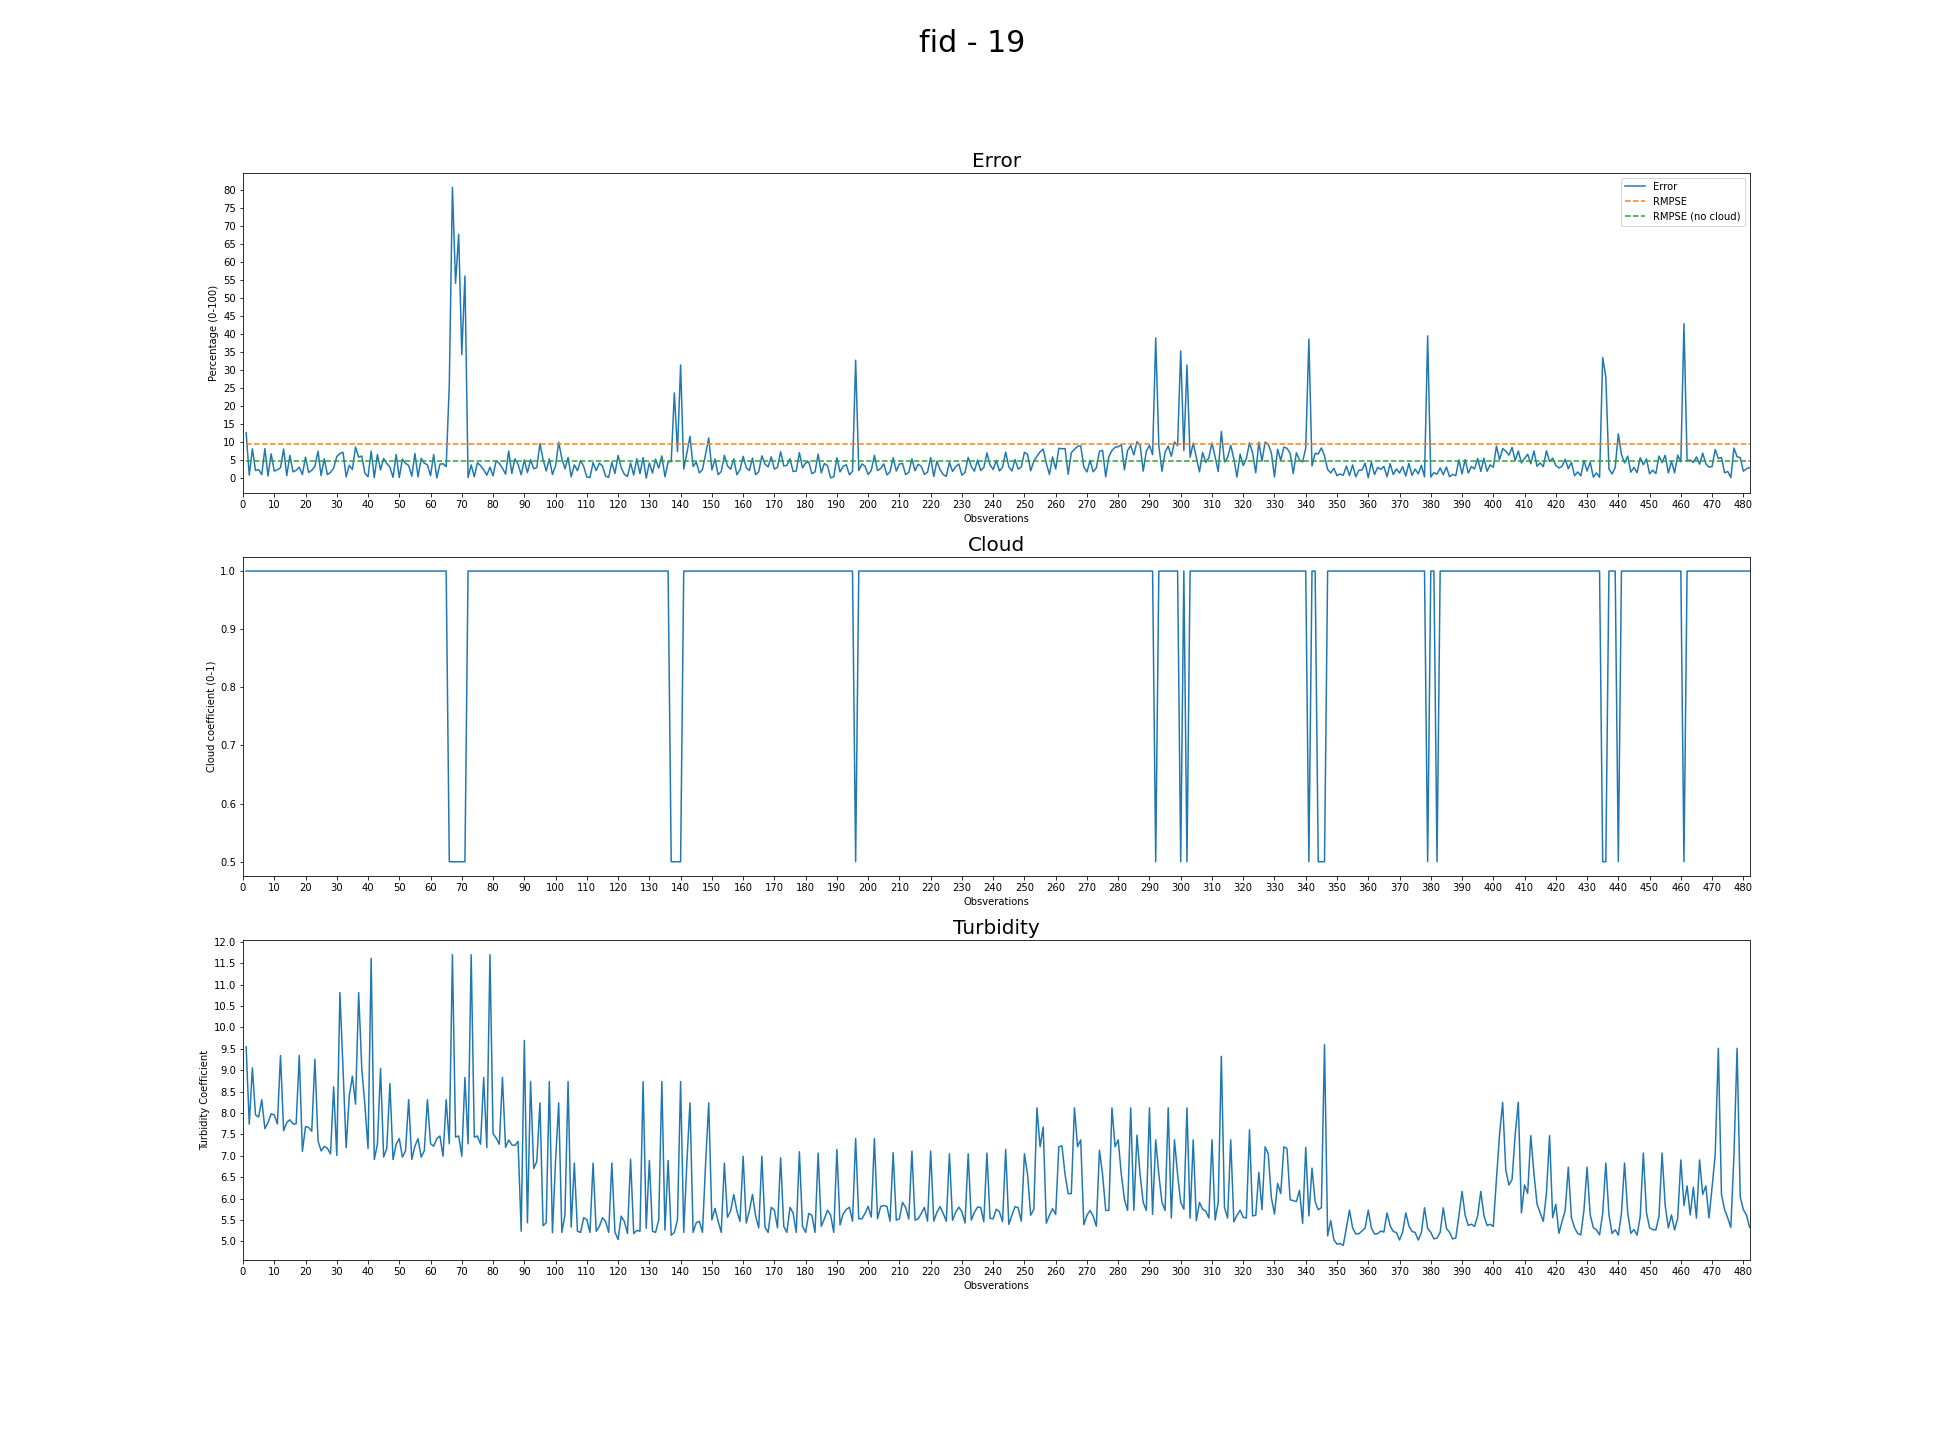 fid - 19
Error
Error
RMPSE
RMPSE (no cloud)
Percentage (0-100)
80
75
70
65
60
55
50
45
40
35
30
25
20
15
10
5
0
0 10 20 30 40 50 60 70 80 90 100 110 120 130 140 150 160 170 180 190 200 210 220 230 240 250 260 270 280 290 300 310 320 330 340 350 360 370 380 390 400 410 420 430 440 450 460 470 480
Obsverations
Cloud
Cloud coefficient (0-1)
1.0
0.9
0.8
0.7
0.6
0.5
0 10 20 30 40 50 60 70 80 90 100 110 120 130 140 150 160 170 180 190 200 210 220 230 240 250 260 270 280 290 300 310 320 330 340 350 360 370 380 390 400 410 420 430 440 450 460 470 480
Obsverations
Turbidity
Turbidity Coefficient
12.0
11.5
11.0
10.5
10.0
9.5
9.0
8.5
8.0
7.5
7.0
6.5
6.0
5.5
5.0
0 10 20 30 40 50 60 70 80 90 100 110 120 130 140 150 160 170 180 190 200 210 220 230 240 250 260 270 280 290 300 310 320 330 340 350 360 370 380 390 400 410 420 430 440 450 460 470 480
Obsverations